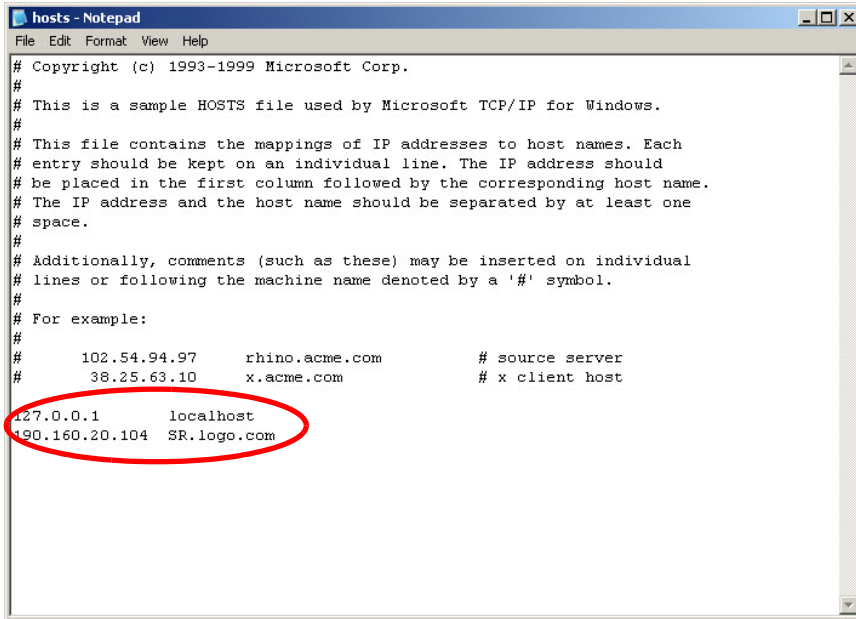 hosts - Notepad
File Edit Format View Help
# Copyright (c) 1993-1999 Microsoft Corp.
#
# This is a sample HOSTS file used by Microsoft TCP/IP for Windows.
#
# This file contains the mappings of IP addresses to host names. Each
# entry should be kept on an individual line. The IP address should
# be placed in the first column followed by the corresponding host name.
# The IP address and the host name should be separated by at least one
# space.
#
# Additionally, comments (such as these) may be inserted on individual
# lines or following the machine name denoted by a '#' symbol.
#
# For example:
#
#      102.54.94.97     rhino.acme.com          # source server
#       38.25.63.10     x.acme.com              # x client host
127.0.0.1       localhost
190.160.20.104  SR.logo.com